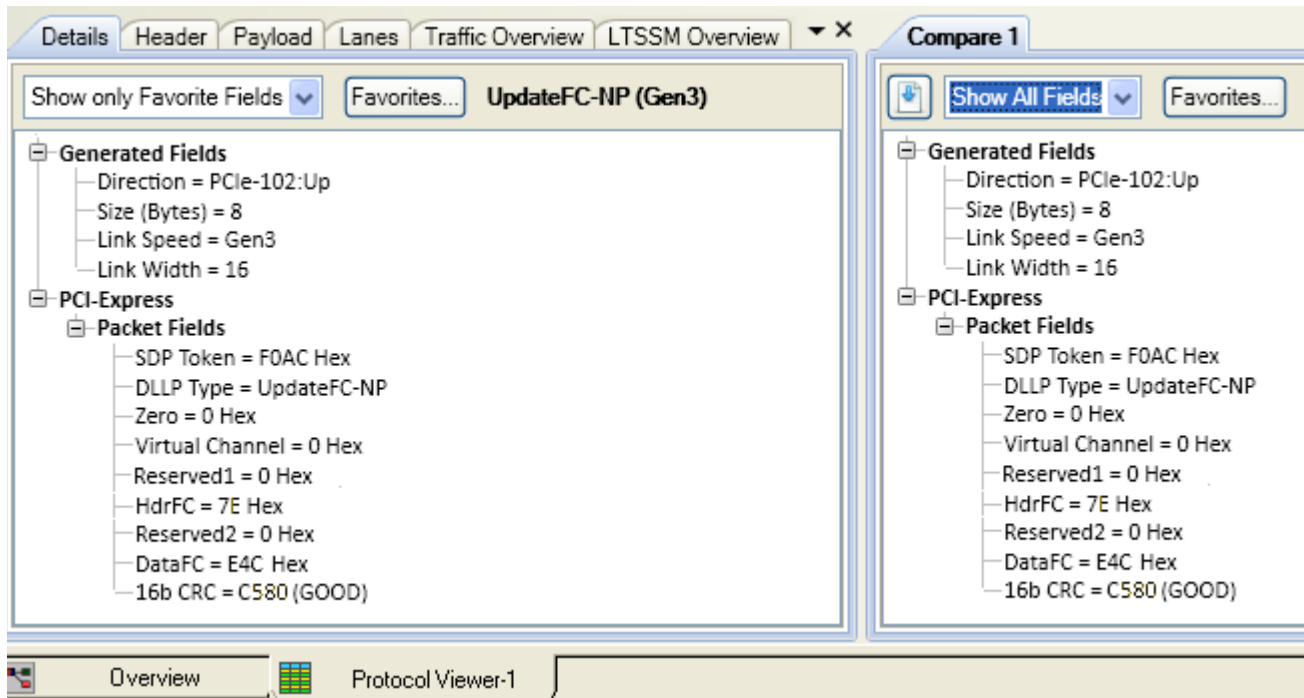 Details Header Payload Lanes Traffic Overview LTSSM Overview
Show only Favorite Fields Favorites... UpdateFC-NP (Gen3)
Generated Fields
Direction = PCIe-102:Up
Size (Bytes) = 8
Link Speed = Gen3
Link Width = 16
PCI-Express
Packet Fields
SDP Token = F0AC Hex
DLLP Type = UpdateFC-NP
Zero = 0 Hex
Virtual Channel = 0 Hex
Reserved1 = 0 Hex
HdrFC = 7E Hex
Reserved2 = 0 Hex
DataFC = E4C Hex
16b CRC = C580 (GOOD)
Compare 1
Show All Fields Favorites...
Generated Fields
Direction = PCIe-102:Up
Size (Bytes) = 8
Link Speed = Gen3
Link Width = 16
PCI-Express
Packet Fields
SDP Token = F0AC Hex
DLLP Type = UpdateFC-NP
Zero = 0 Hex
Virtual Channel = 0 Hex
Reserved1 = 0 Hex
HdrFC = 7E Hex
Reserved2 = 0 Hex
DataFC = E4C Hex
16b CRC = C580 (GOOD)
Overview Protocol Viewer-1